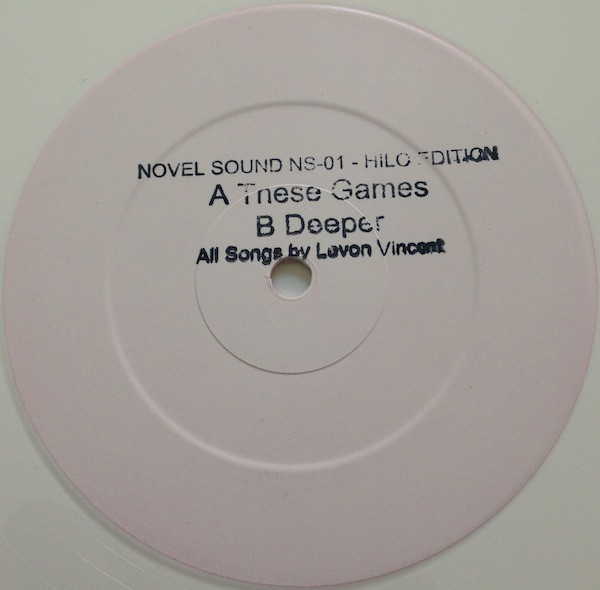 NOVEL SOUND NS-01 - HILO EDITION
A These Games
B Deeper
All Songs by Levon Vincent